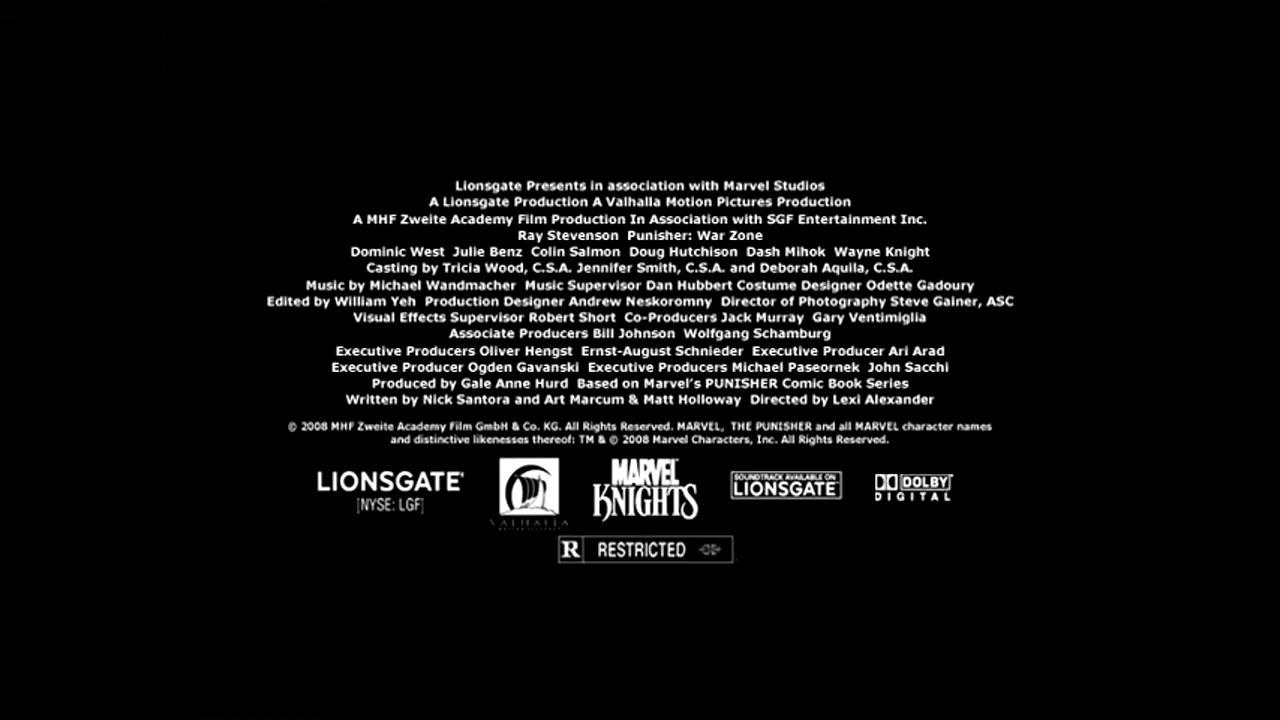 Lionsgate Presents in association with Marvel Studios
A Lionsgate Production A Valhalla Motion Pictures Production
A MHF Zweite Academy Film Production In Association with SGF Entertainment Inc.
Ray Stevenson Punisher: War Zone
Dominic West Julie Benz Colin Salmon Doug Hutchison Dash Mihok Wayne Knight
Casting by Tricia Wood, C.S.A. Jennifer Smith, C.S.A. and Deborah Aquila, C.S.A.
Music by Michael Wandmacher Music Supervisor Dan Hubbert Costume Designer Odette Gadoury
Edited by William Yeh Production Designer Andrew Neskoromny Director of Photography Steve Gainer, ASC
Visual Effects Supervisor Robert Short Co-Producers Jack Murray Gary Ventimiglia
Associate Producers Bill Johnson Wolfgang Schamburg
Executive Producers Oliver Hengst Ernst-August Schnieder Executive Producer Ari Arad
Executive Producer Ogden Gavanski Executive Producers Michael Paseornek John Sacchi
Produced by Gale Anne Hurd Based on Marvel's PUNISHER Comic Book Series
Written by Nick Santora and Art Marcum & Matt Holloway Directed by Lexi Alexander
© 2008 MHF Zweite Academy Film GmbH & Co. KG. All Rights Reserved. MARVEL, THE PUNISHER and all MARVEL character names
and distinctive likenesses thereof: TM & © 2008 Marvel Characters, Inc. All Rights Reserved.
LIONSGATE
[NYSE: LGF]
VALHALLA
MARVEL
KNIGHTS
SOUNDTRACK AVAILABLE ON
LIONSGATE
DOLBY
DIGITAL
R RESTRICTED